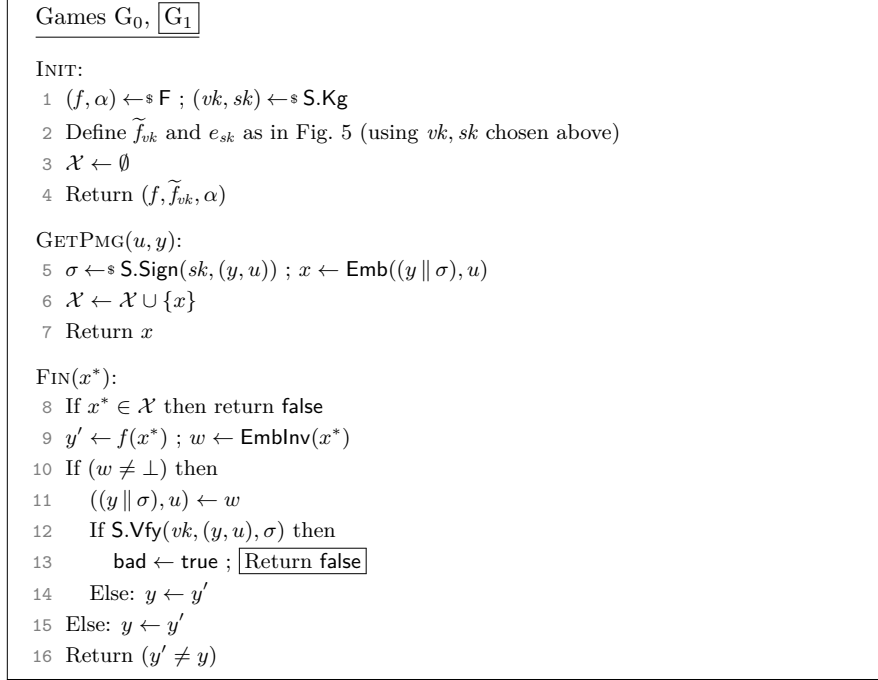 Games G₀, G₁
INIT:
1 (f, α) ←$ F ; (vk, sk) ←$ S.Kg
2 Define f̃_vk and e_sk as in Fig. 5 (using vk, sk chosen above)
3 𝒳 ← ∅
4 Return (f, f̃_vk, α)
GETPMG(u, y):
5 σ ←$ S.Sign(sk, (y, u)) ; x ← Emb((y ∥ σ), u)
6 𝒳 ← 𝒳 ∪ {x}
7 Return x
FIN(x*):
8 If x* ∈ 𝒳 then return false
9 y′ ← f(x*) ; w ← EmbInv(x*)
10 If (w ≠ ⊥) then
11 ((y ∥ σ), u) ← w
12 If S.Vfy(vk, (y, u), σ) then
13 bad ← true ; Return false
14 Else: y ← y′
15 Else: y ← y′
16 Return (y′ ≠ y)